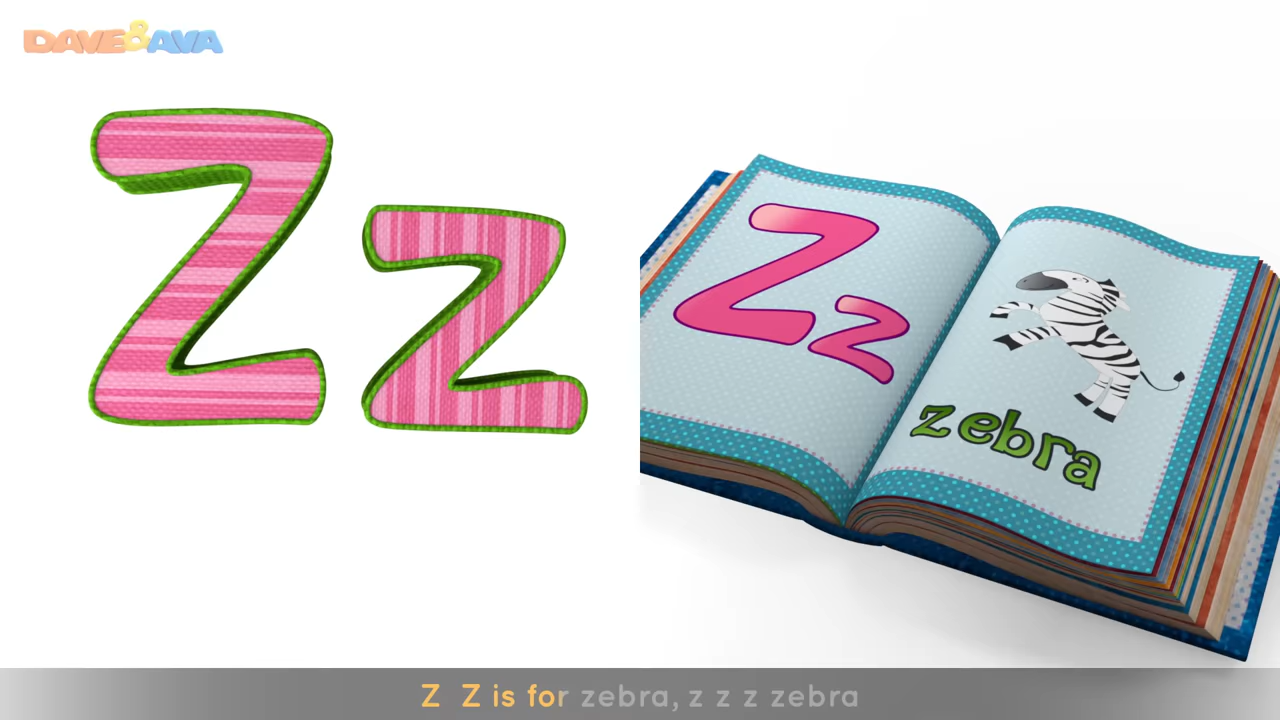 DAVE&AVA
Zz
Zz
zebra
Z Z is for zebra, z z z zebra